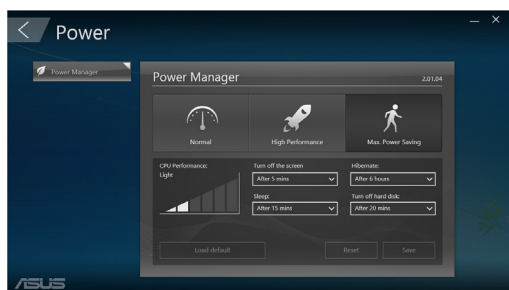 Power
Power Manager
Power Manager
2.01.04
Normal
High Performance
Max. Power Saving
CPU Performance:
Light
Turn off the screen
After 5 mins
Hibernate:
After 6 hours
Sleep:
After 15 mins
Turn off hard disk:
After 20 mins
Load default
Reset
Save
ASUS